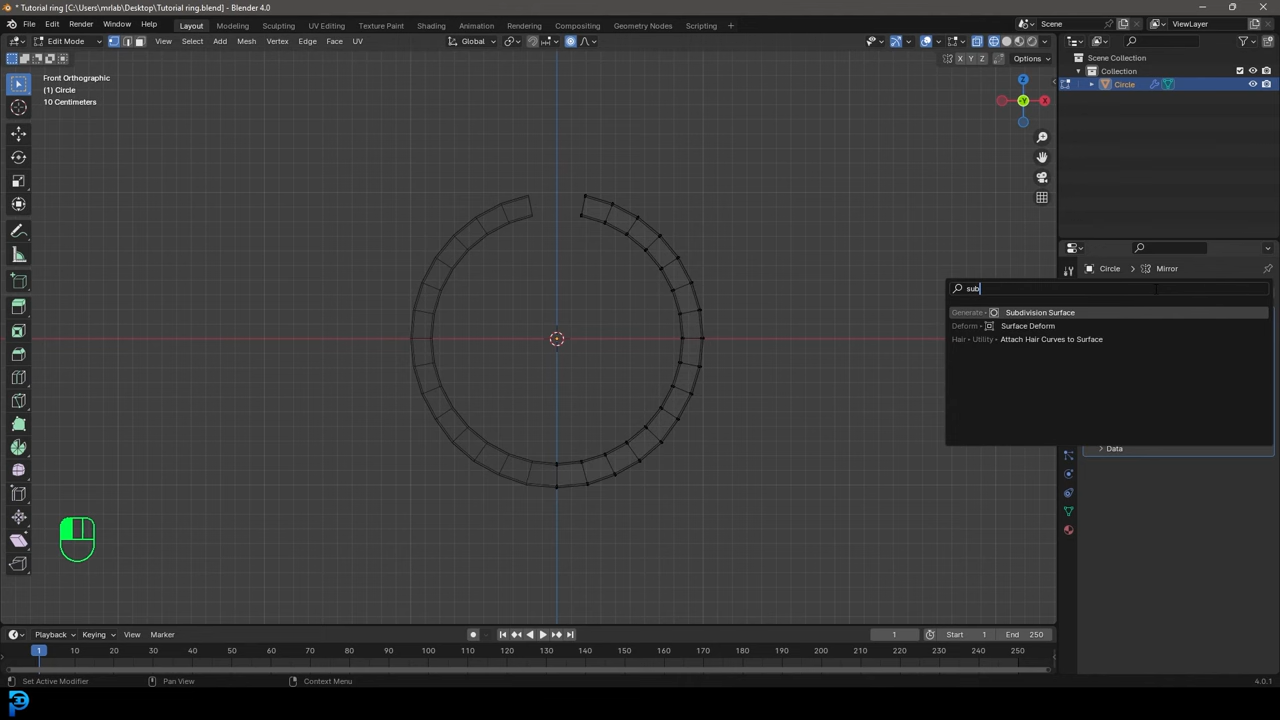 * Tutorial ring [C:\Users\mrlab\Desktop\Tutorial ring.blend] - Blender 4.0
File Edit Render Window Help Layout Modeling Sculpting UV Editing Texture Paint Shading Animation Rendering Compositing Geometry Nodes Scripting + Scene ViewLayer
Edit Mode View Select Add Mesh Vertex Edge Face UV Global
X Y Z Options
Front Orthographic
(1) Circle
10 Centimeters
Z
Y X
Scene Collection
Collection
Circle
Circle > Mirror
sub
Generate Subdivision Surface
Deform Surface Deform
Hair Utility Attach Hair Curves to Surface
Data
Playback Keying View Marker 1 Start 1 End 250
1 10 20 30 40 50 60 70 80 90 100 110 120 130 140 150 160 170 180 190 200 210 220 230 240 250
Set Active Modifier Pan View Context Menu 4.0.1